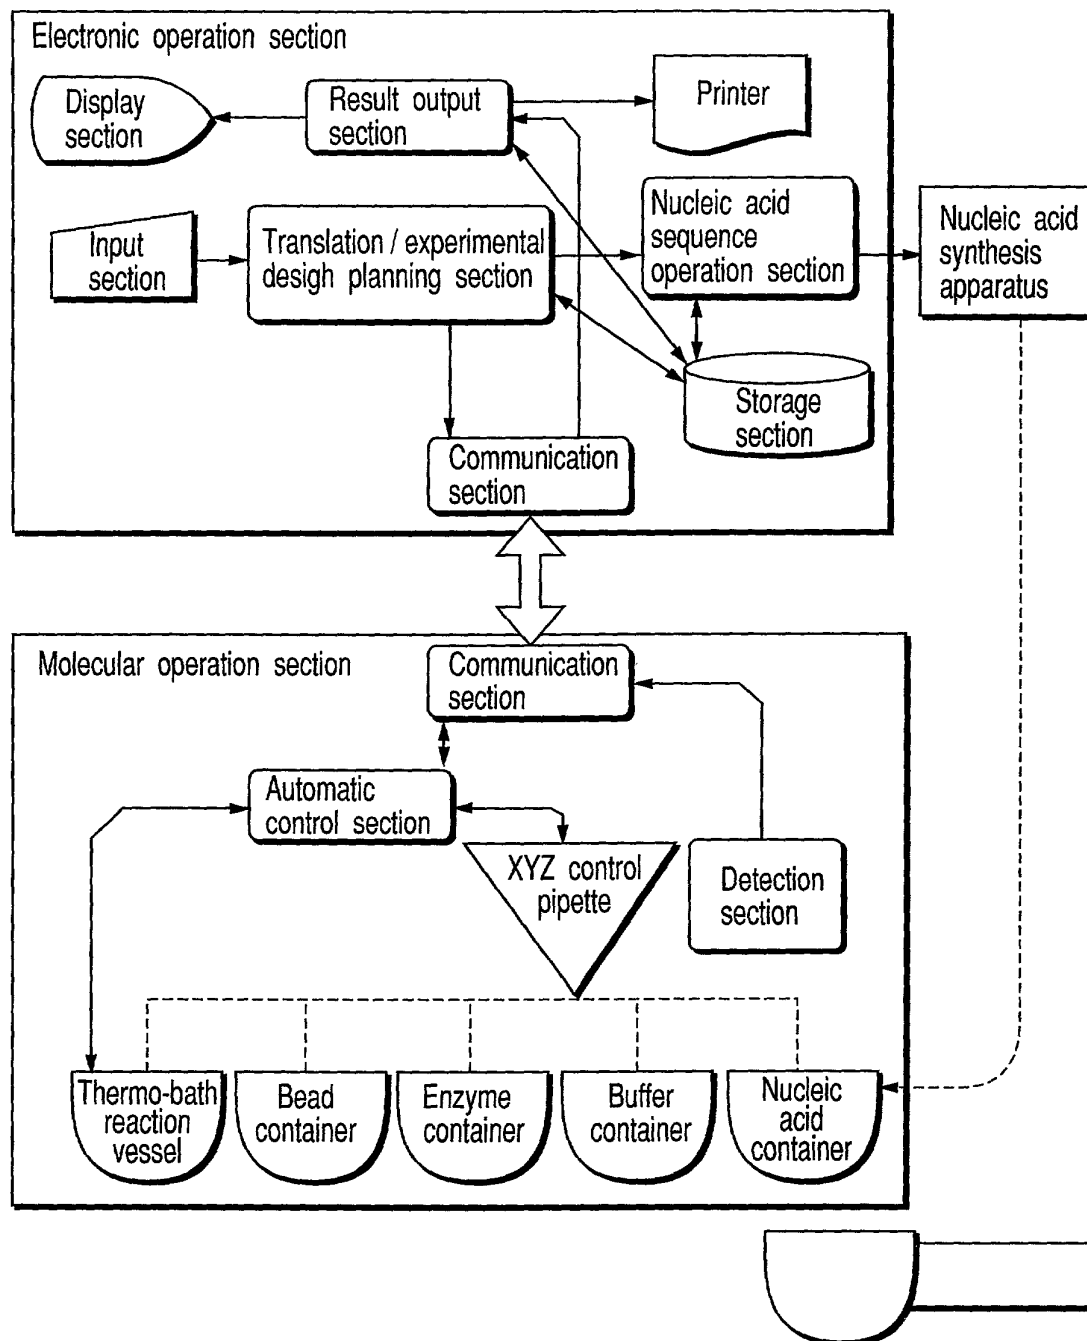 Electronic operation section
Display
section
Result output
section
Printer
Input
section
Translation / experimental
desigh planning section
Nucleic acid
sequence
operation section
Nucleic acid
synthesis
apparatus
Storage
section
Communication
section
Molecular operation section
Communication
section
Automatic
control section
XYZ control
pipette
Detection
section
Thermo-bath
reaction
vessel
Bead
container
Enzyme
container
Buffer
container
Nucleic
acid
container